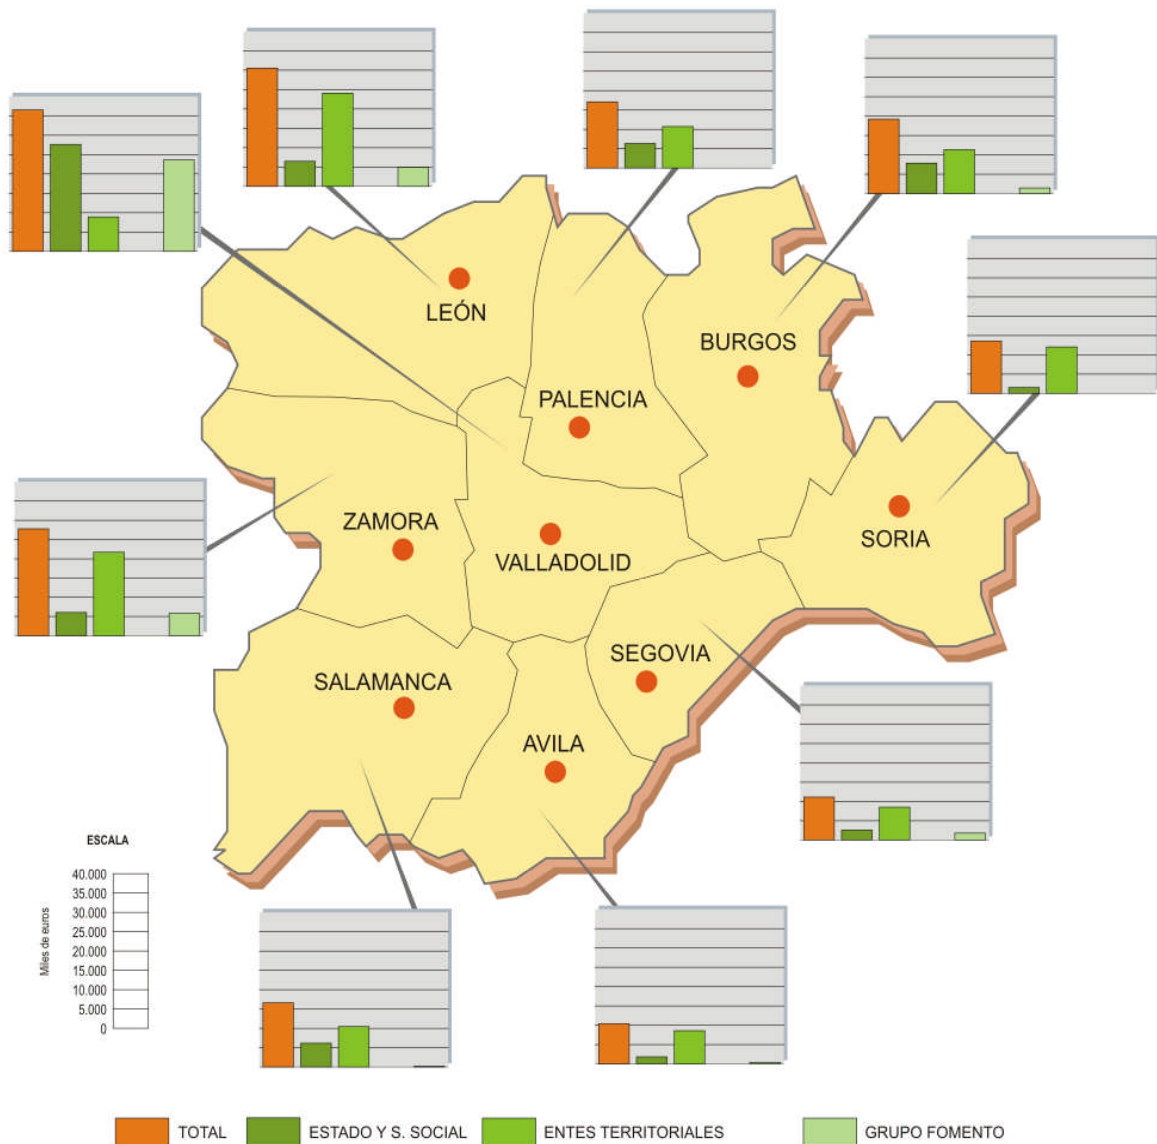 LEÓN
BURGOS
PALENCIA
ZAMORA
VALLADOLID
SORIA
SEGOVIA
SALAMANCA
AVILA
ESCALA
Miles de euros
40.000
35.000
30.000
25.000
20.000
15.000
10.000
5.000
0
TOTAL
ESTADO Y S. SOCIAL
ENTES TERRITORIALES
GRUPO FOMENTO